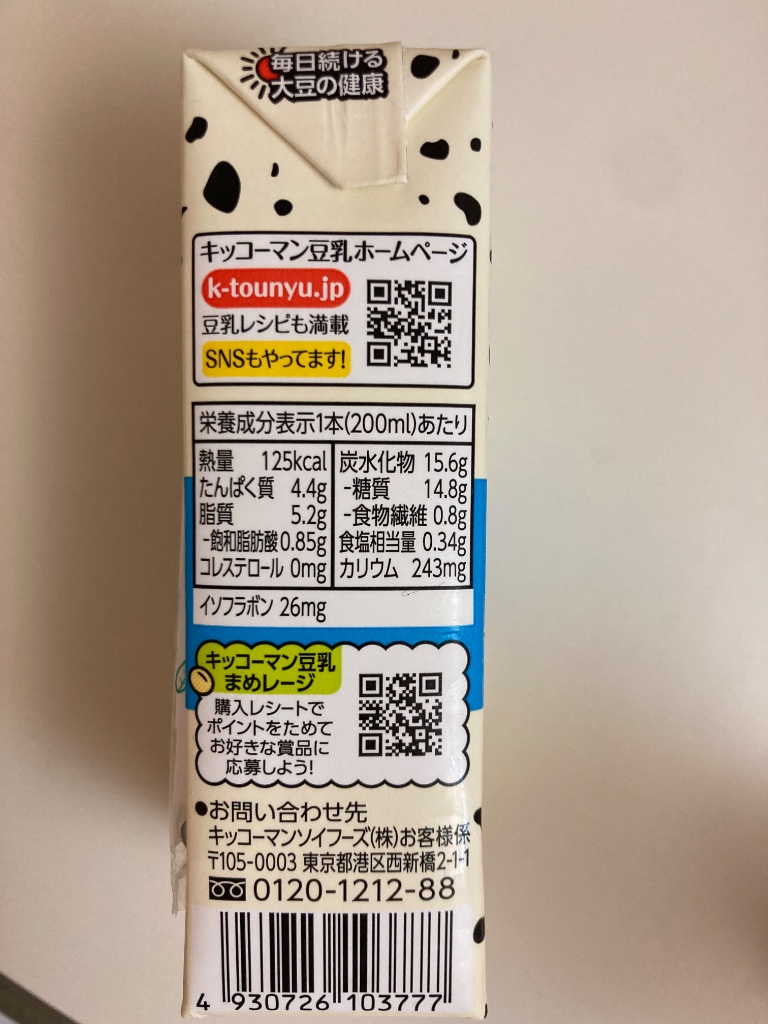 毎日続ける
大豆の健康
キッコーマン豆乳ホームページ
k-tounyu.jp
豆乳レシピも満載
SNSもやってます!
栄養成分表示1本(200ml)あたり
熱量 125kcal
たんぱく質 4.4g
脂質 5.2g
-飽和脂肪酸 0.85g
コレステロール 0mg
炭水化物 15.6g
-糖質 14.8g
-食物繊維 0.8g
食塩相当量 0.34g
カリウム 243mg
イソフラボン 26mg
キッコーマン豆乳
まめレージ
購入レシートで
ポイントをためて
お好きな賞品に
応募しよう!
●お問い合わせ先
キッコーマンソイフーズ(株)お客様係
〒105-0003 東京都港区西新橋2-1-1
0120-1212-88
4 930726 103777